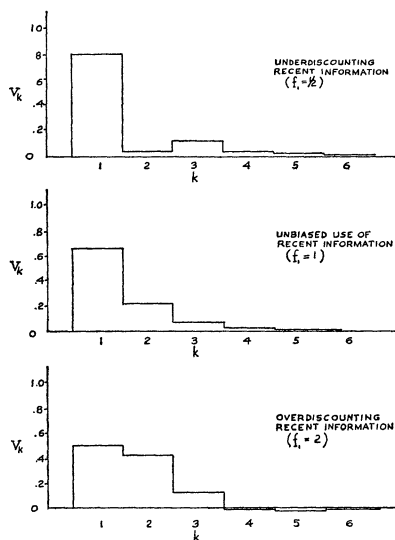 1.0
8
.6
.4
.2
0
V_k
UNDERDISCOUNTING
RECENT INFORMATION
(f₁ = 1/2)
1 2 3 4 5 6
k
1.0
.8
.6
.4
.2
0
V_k
UNBIASED USE OF
RECENT INFORMATION
(f₁ = 1)
1 2 3 4 5 6
k
1.0
.8
.6
.4
.2
0
V_k
OVERDISCOUNTING
RECENT INFORMATION
(f₁ = 2)
1 2 3 4 5 6
k